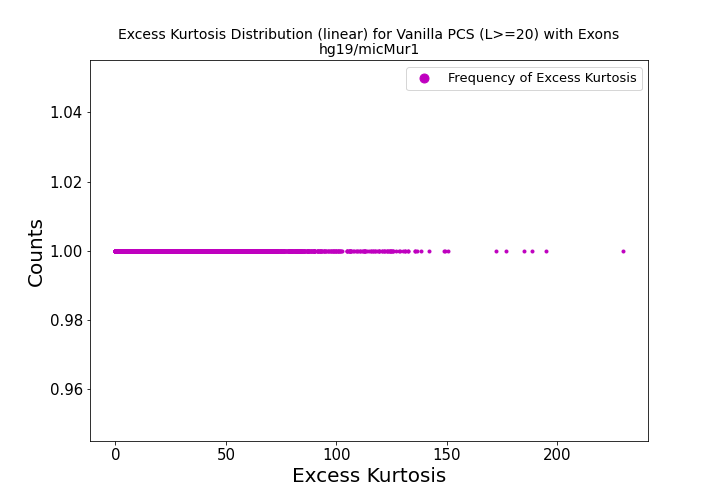 Excess Kurtosis Distribution (linear) for Vanilla PCS (L>=20) with Exons
hg19/micMur1
Frequency of Excess Kurtosis
1.04
1.02
1.00
0.98
0.96
Counts
0
50
100
150
200
Excess Kurtosis